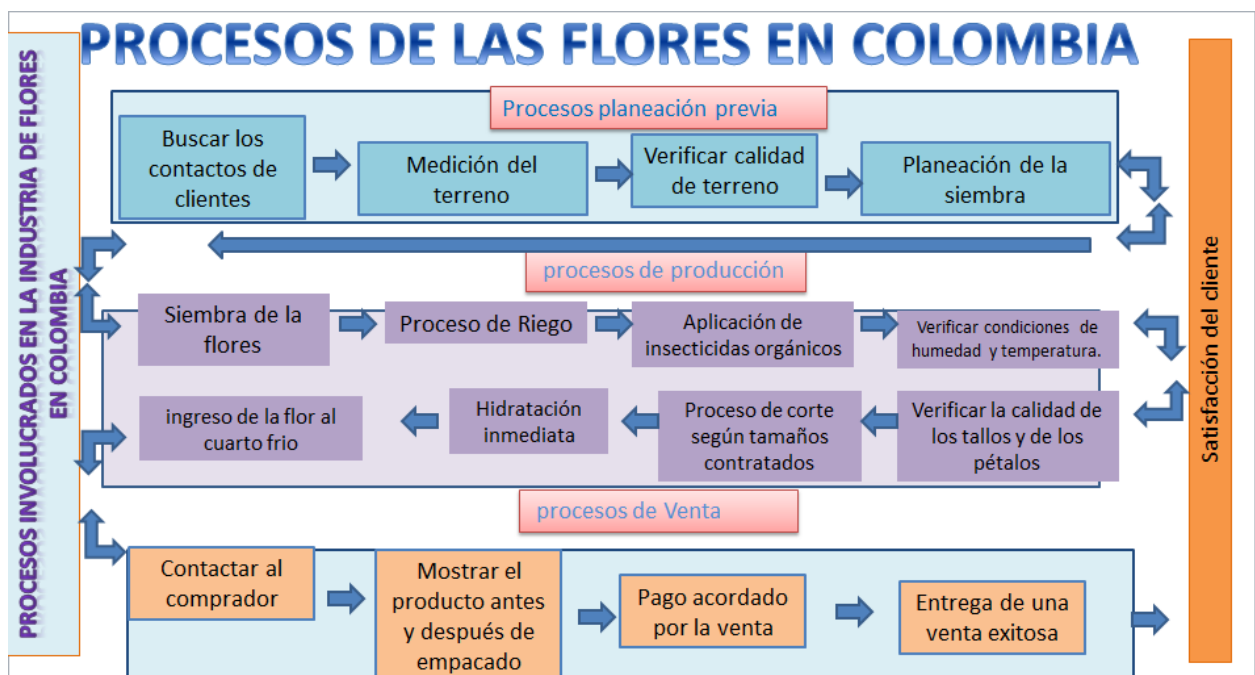 PROCESOS DE LAS FLORES EN COLOMBIA
PROCESOS INVOLUCRADOS EN LA INDUSTRIA DE FLORES
EN COLOMBIA
Procesos planeación previa
Buscar los
contactos de
clientes
Medición del
terreno
Verificar calidad
de terreno
Planeación de la
siembra
procesos de producción
Siembra de la
flores
Proceso de Riego
Aplicación de
insecticidas orgánicos
Verificar condiciones de
humedad y temperatura.
Verificar la calidad de
los tallos y de los
pétalos
Proceso de corte
según tamaños
contratados
Hidratación
inmediata
ingreso de la flor al
cuarto frio
procesos de Venta
Contactar al
comprador
Mostrar el
producto antes
y después de
empacado
Pago acordado
por la venta
Entrega de una
venta exitosa
Satisfacción del cliente